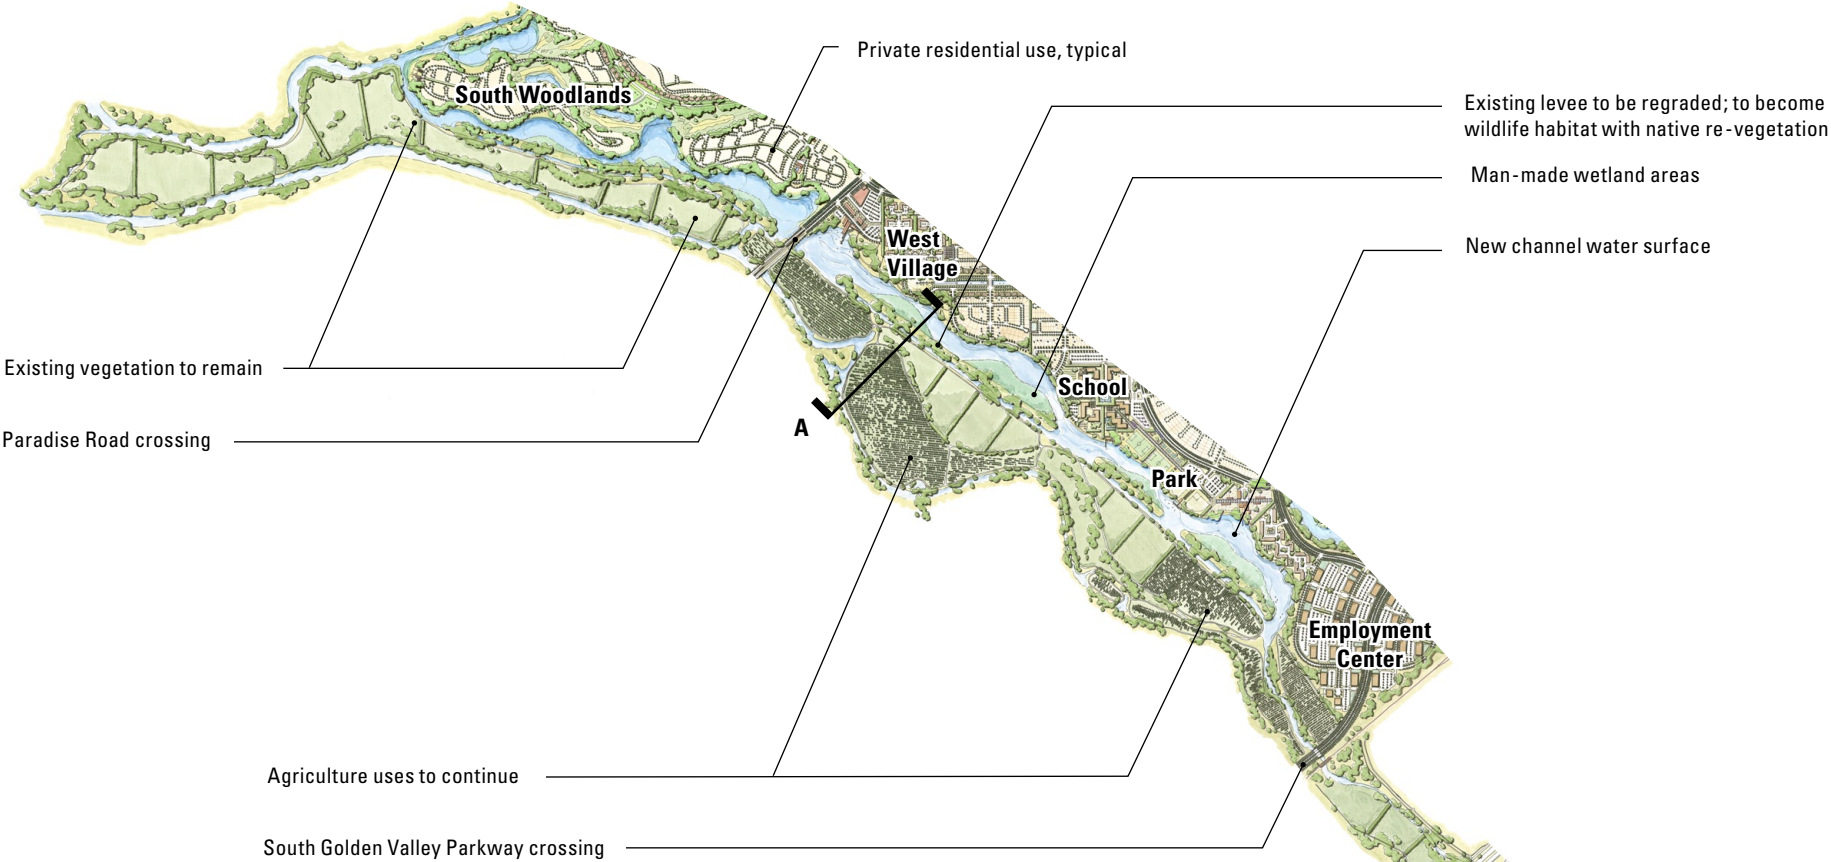 Private residential use, typical
South Woodlands
Existing levee to be regraded; to become
wildlife habitat with native re-vegetation
Man-made wetland areas
West
Village
New channel water surface
Existing vegetation to remain
School
A
Paradise Road crossing
Park
Employment
Center
Agriculture uses to continue
South Golden Valley Parkway crossing